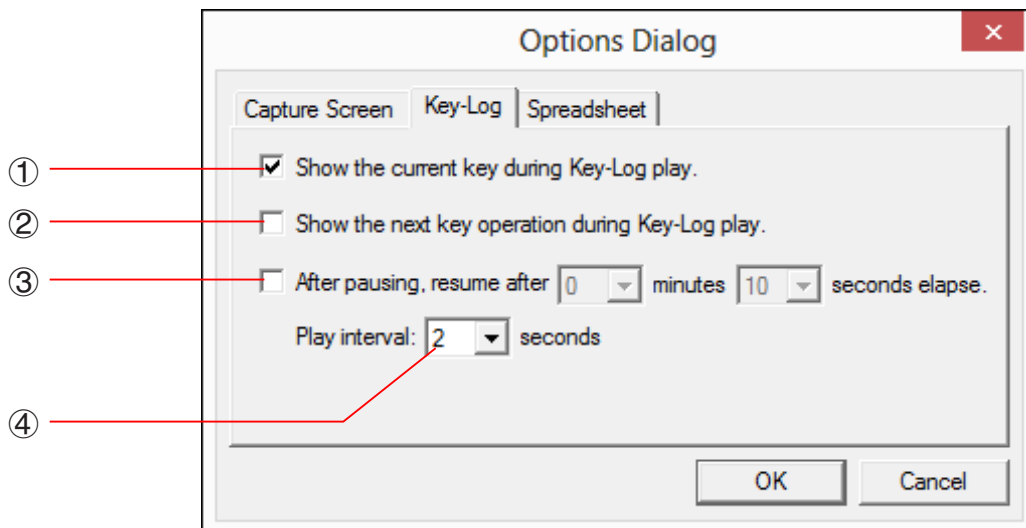 Options Dialog
Capture Screen Key-Log Spreadsheet
① Show the current key during Key-Log play.
② Show the next key operation during Key-Log play.
③ After pausing, resume after 0 minutes 10 seconds elapse.
Play interval: 2 seconds
④
OK Cancel